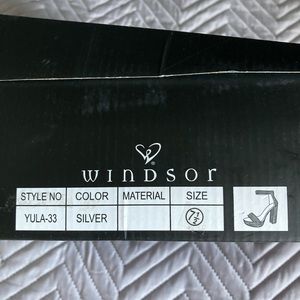 WINDSOR
STYLE NO COLOR MATERIAL SIZE
YULA-33 SILVER 7½